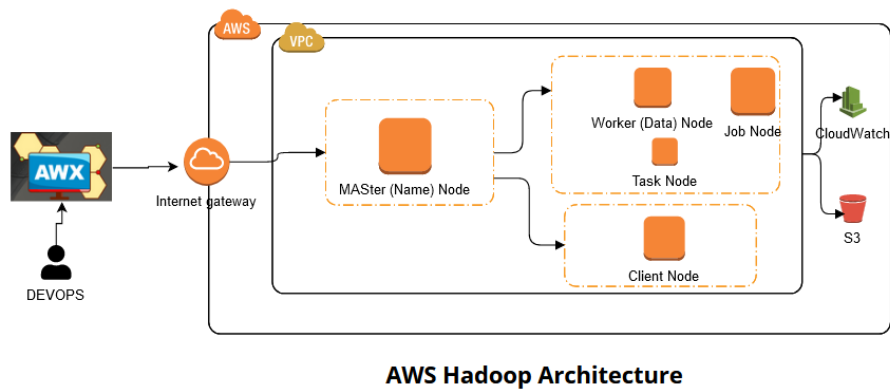 AWS
VPC
Worker (Data) Node
Job Node
CloudWatch
AWX
MASter (Name) Node
Task Node
Internet gateway
S3
Client Node
DEVOPS
AWS Hadoop Architecture